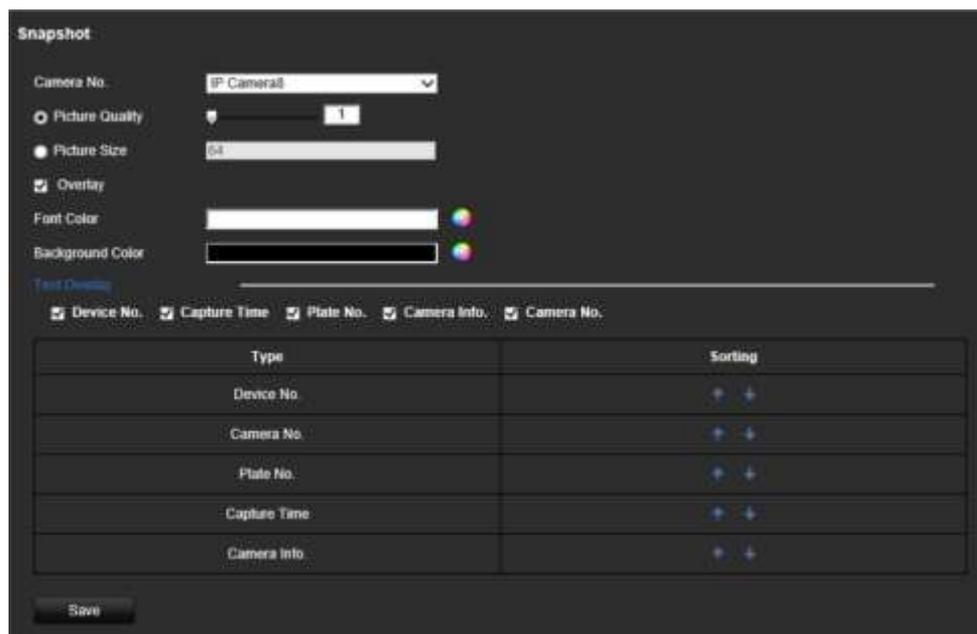 Snapshot
Camera No. IP Camera8
Picture Quality 1
Picture Size 64
Overlay
Font Color
Background Color
Text Overlay
Device No. Capture Time Plate No. Camera Info. Camera No.
Type Sorting
Device No.
Camera No.
Plate No.
Capture Time
Camera Info.
Save